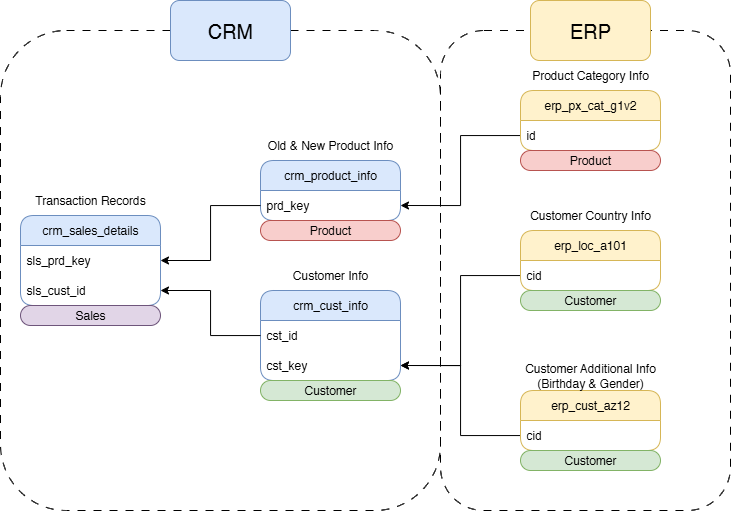 CRM
ERP
Product Category Info
erp_px_cat_g1v2
id
Product
Old & New Product Info
crm_product_info
prd_key
Product
Transaction Records
crm_sales_details
sls_prd_key
sls_cust_id
Sales
Customer Info
crm_cust_info
cst_id
cst_key
Customer
Customer Country Info
erp_loc_a101
cid
Customer
Customer Additional Info
(Birthday & Gender)
erp_cust_az12
cid
Customer